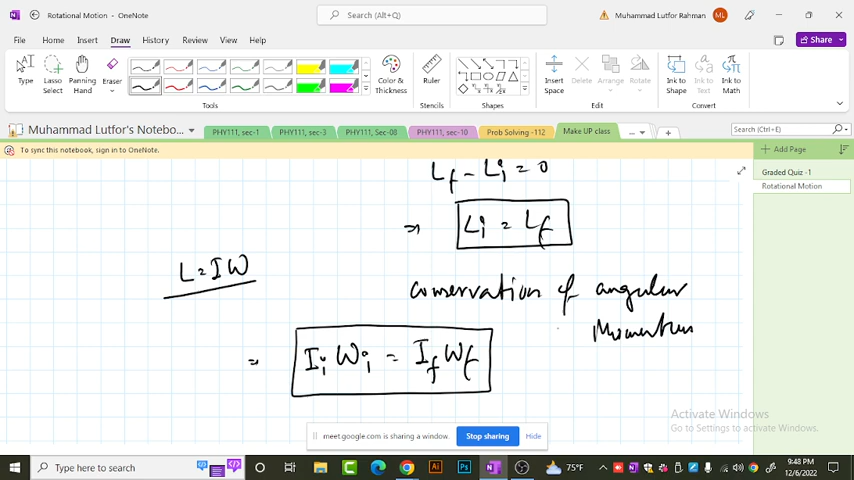 Rotational Motion - OneNote
Search (Alt+Q)
Muhammad Lutfor Rahman
ML
File Home Insert Draw History Review View Help
Share
Type
Lasso Select
Panning Hand
Eraser
Color & Thickness
Ruler
Insert Space
Delete
Arrange
Rotate
Ink to Shape
Ink to Text
Ink to Math
Tools
Stencils
Shapes
Edit
Convert
Muhammad Lutfor's Notebo...
PHY111, sec-1
PHY111, sec-3
PHY111, Sec-08
PHY111, sec-10
Prob Solving -112
Make UP class
Search (Ctrl+E)
To sync this notebook, sign in to OneNote.
Add Page
Graded Quiz -1
Rotational Motion
Lf - Li = 0
⇒ Li = Lf
L = IW
conservation of angular
Momentum
= IiWi = IfWf
Activate Windows
Go to Settings to activate Windows.
meet.google.com is sharing a window.
Stop sharing
Hide
Type here to search
75°F
9:48 PM
12/6/2022